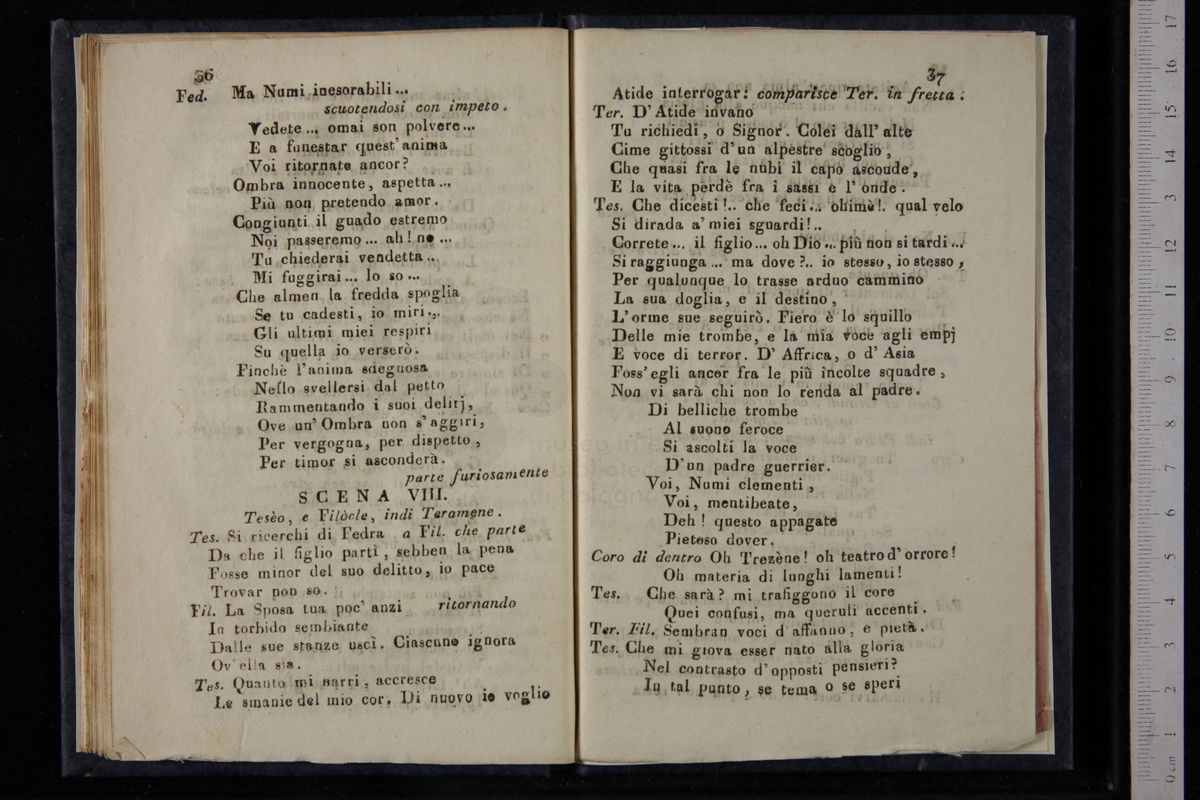 36
Fed. Ma Numi inesorabili...
scuotendosi con impeto.
Vedete... omai son polvere...
E a funestar quest'anima
Voi ritornate ancor?
Ombra innocente, aspetta...
Più non pretendo amor.
Congiunti il guado estremo
Noi passeremo... ah! no...
Tu chiederai vendetta..
Mi fuggirai... lo so...
Che almen la fredda spoglia
Se tu cadesti, io miri...
Gli ultimi miei respiri
Su quella io verserò.
Finchè l'anima sdegnosa
Nello svellersi dal petto
Rammentando i suoi delitj,
Ove un' Ombra non s'aggiri,
Per vergogna, per dispetto,
Per timor si asconderà.
parte furiosamente
SCENA VIII.
Tesèo, e Filòcle, indi Teramene.
Tes. Si ricerchi di Fedra a Fil. che parte
Da che il figlio partì, sebben la pena
Fosse minor del suo delitto, io pace
Trovar non so.
Fil. La Sposa tua poc' anzi ritornando
In torbido sembiante
Dalle sue stanze uscì. Ciascuno ignora
Ov' ella sia.
Tes. Quanto mi narri, accresce
Le smanie del mio cor. Di nuovo io voglio
37
Atide interrogar: comparisce Ter. in fretta.
Ter. D'Atide invano
Tu richiedi, o Signor. Colei dall' alte
Cime gittossi d'un alpestre scoglio,
Che quasi fra le nubi il capo asconde,
E la vita perdè fra i sassi e l' onde.
Tes. Che dicesti!.. che feci... ohimè!. qual velo
Si dirada a' miei sguardi!..
Correte... il figlio... oh Dio... più non si tardi...
Si raggiunga... ma dove?.. io stesso, io stesso,
Per qualunque lo trasse arduo cammino
La sua doglia, e il destino,
L'orme sue seguirò. Fiero è lo squillo
Delle mie trombe, e la mia voce agli empj
E voce di terror. D' Affrica, o d' Asia
Foss' egli ancor fra le più incolte squadre,
Non vi sarà chi non lo renda al padre.
Di belliche trombe
Al suono feroce
Si ascolti la voce
D'un padre guerrier.
Voi, Numi clementi,
Voi, mentibeate,
Deh! questo appagate
Pietoso dover.
Coro di dentro Oh Trezène! oh teatro d'orrore!
Oh materia di lunghi lamenti!
Tes. Che sarà? mi trafiggono il core
Quei confusi, ma queruli accenti.
Ter. Fil. Sembran voci d'affanno, e pietà.
Tes. Che mi giova esser nato alla gloria
Nel contrasto d'opposti pensieri?
In tal punto, se tema o se speri